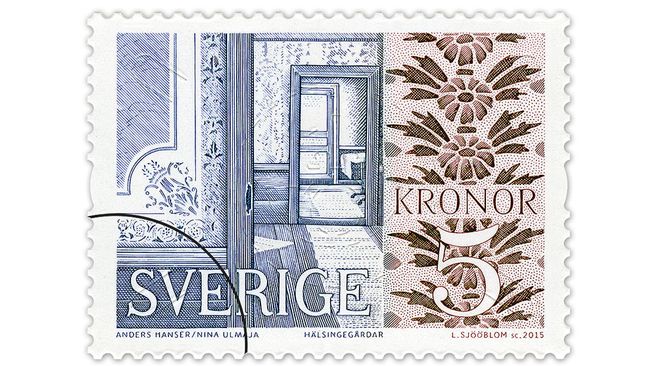 KRONOR
5
SVERIGE
ANDERS HANSER/NINA ULMAJA HÄLSINGEGÅRDAR L. SJÖÖBLOM SC. 2015